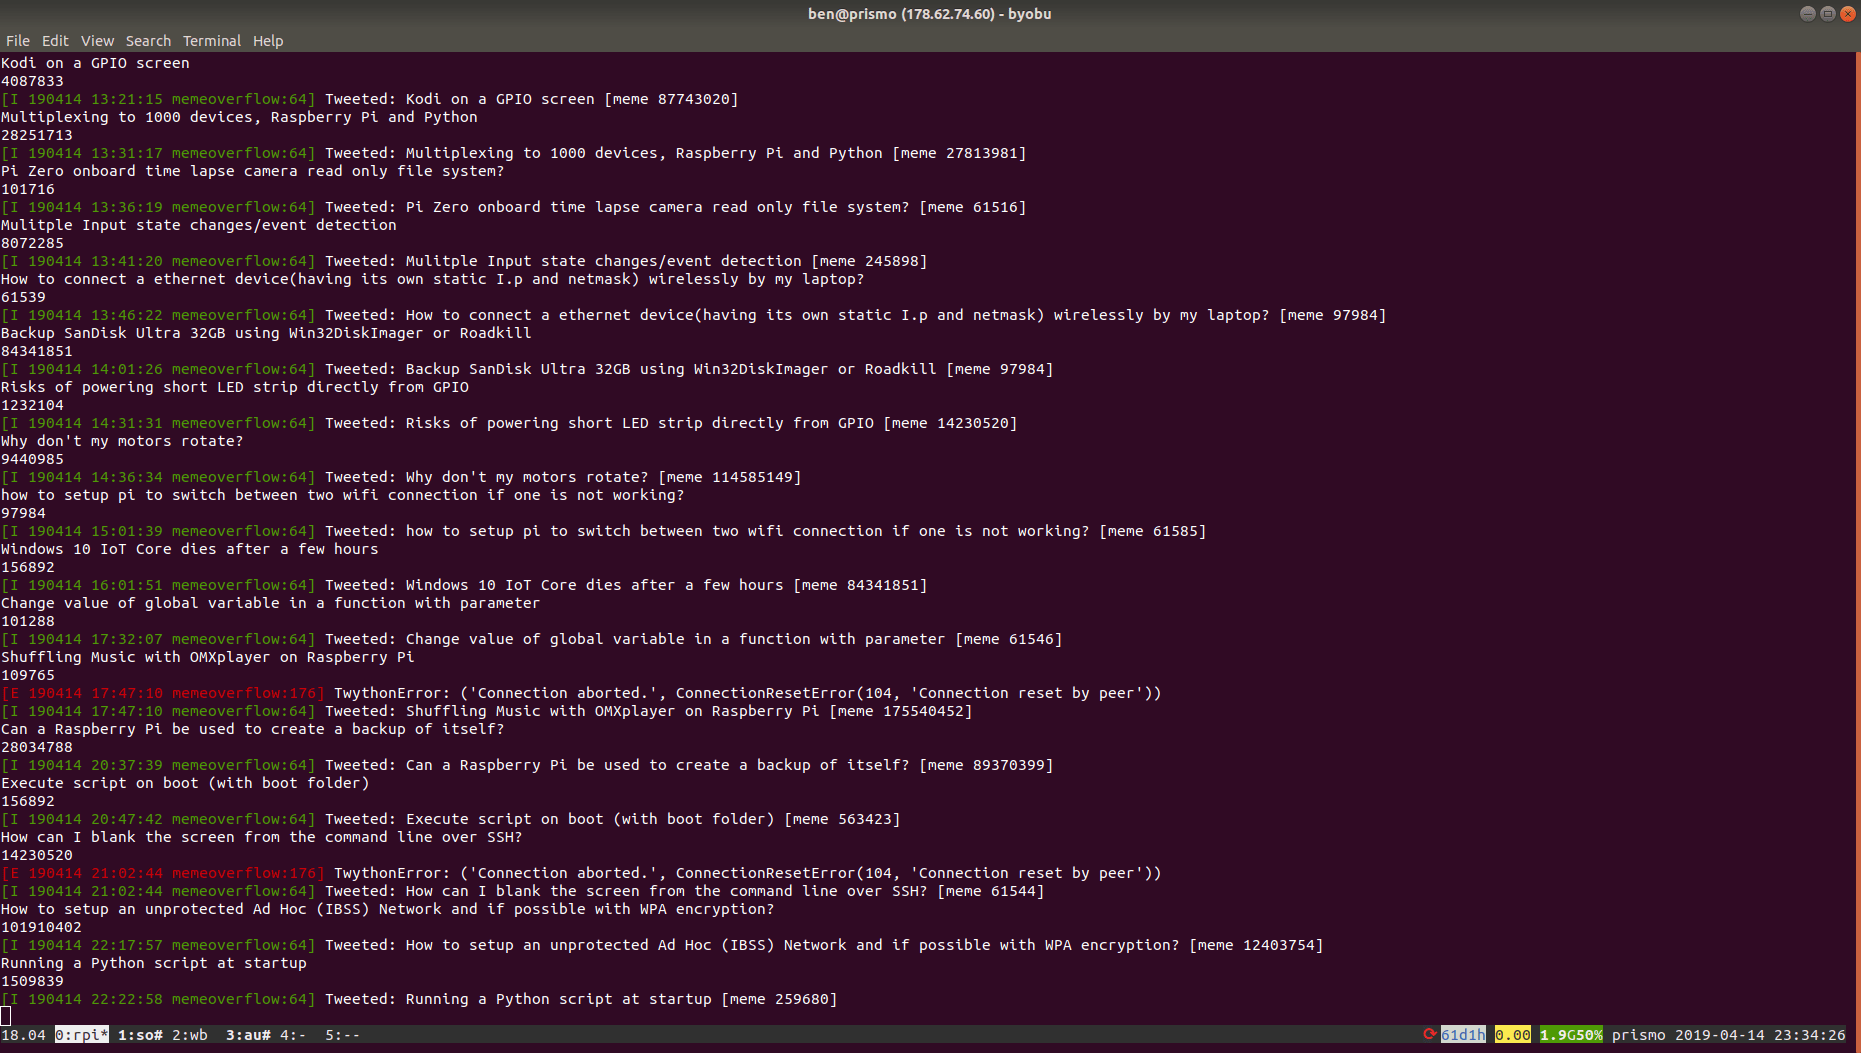 ben@prismo (178.62.74.60) - byobu
File Edit View Search Terminal Help
Kodi on a GPIO screen
4087833
[I 190414 13:21:15 memeoverflow:64] Tweeted: Kodi on a GPIO screen [meme 87743020]
Multiplexing to 1000 devices, Raspberry Pi and Python
28251713
[I 190414 13:31:17 memeoverflow:64] Tweeted: Multiplexing to 1000 devices, Raspberry Pi and Python [meme 27813981]
Pi Zero onboard time lapse camera read only file system?
101716
[I 190414 13:36:19 memeoverflow:64] Tweeted: Pi Zero onboard time lapse camera read only file system? [meme 61516]
Mulitple Input state changes/event detection
8072285
[I 190414 13:41:20 memeoverflow:64] Tweeted: Mulitple Input state changes/event detection [meme 245898]
How to connect a ethernet device(having its own static I.p and netmask) wirelessly by my laptop?
61539
[I 190414 13:46:22 memeoverflow:64] Tweeted: How to connect a ethernet device(having its own static I.p and netmask) wirelessly by my laptop? [meme 97984]
Backup SanDisk Ultra 32GB using Win32DiskImager or Roadkill
84341851
[I 190414 14:01:26 memeoverflow:64] Tweeted: Backup SanDisk Ultra 32GB using Win32DiskImager or Roadkill [meme 97984]
Risks of powering short LED strip directly from GPIO
1232104
[I 190414 14:31:31 memeoverflow:64] Tweeted: Risks of powering short LED strip directly from GPIO [meme 14230520]
Why don't my motors rotate?
9440985
[I 190414 14:36:34 memeoverflow:64] Tweeted: Why don't my motors rotate? [meme 114585149]
how to setup pi to switch between two wifi connection if one is not working?
97984
[I 190414 15:01:39 memeoverflow:64] Tweeted: how to setup pi to switch between two wifi connection if one is not working? [meme 61585]
Windows 10 IoT Core dies after a few hours
156892
[I 190414 16:01:51 memeoverflow:64] Tweeted: Windows 10 IoT Core dies after a few hours [meme 84341851]
Change value of global variable in a function with parameter
101288
[I 190414 17:32:07 memeoverflow:64] Tweeted: Change value of global variable in a function with parameter [meme 61546]
Shuffling Music with OMXplayer on Raspberry Pi
109765
[E 190414 17:47:10 memeoverflow:176] TwythonError: ('Connection aborted.', ConnectionResetError(104, 'Connection reset by peer'))
[I 190414 17:47:10 memeoverflow:64] Tweeted: Shuffling Music with OMXplayer on Raspberry Pi [meme 175540452]
Can a Raspberry Pi be used to create a backup of itself?
28034788
[I 190414 20:37:39 memeoverflow:64] Tweeted: Can a Raspberry Pi be used to create a backup of itself? [meme 89370399]
Execute script on boot (with boot folder)
156892
[I 190414 20:47:42 memeoverflow:64] Tweeted: Execute script on boot (with boot folder) [meme 563423]
How can I blank the screen from the command line over SSH?
14230520
[E 190414 21:02:44 memeoverflow:176] TwythonError: ('Connection aborted.', ConnectionResetError(104, 'Connection reset by peer'))
[I 190414 21:02:44 memeoverflow:64] Tweeted: How can I blank the screen from the command line over SSH? [meme 61544]
How to setup an unprotected Ad Hoc (IBSS) Network and if possible with WPA encryption?
101910402
[I 190414 22:17:57 memeoverflow:64] Tweeted: How to setup an unprotected Ad Hoc (IBSS) Network and if possible with WPA encryption? [meme 12403754]
Running a Python script at startup
1509839
[I 190414 22:22:58 memeoverflow:64] Tweeted: Running a Python script at startup [meme 259680]
18.04 0:rpi* 1:so# 2:wb 3:au# 4:- 5:-- 61d1h 0.00 1.9G50% prismo 2019-04-14 23:34:26